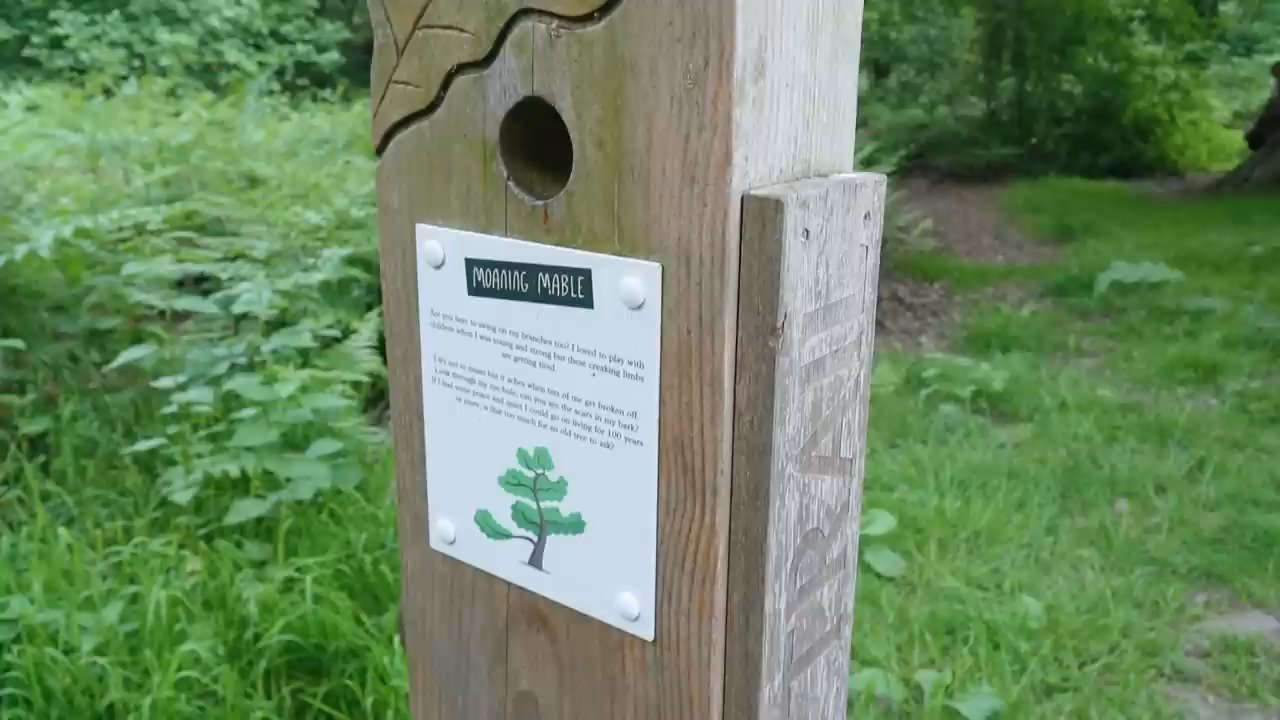 MOANING MABLE
Are you here to swing on my branches too? I loved to play with
children when I was young and strong but these creaking limbs
are getting tired.
I try not to moan but it aches when bits of me get broken off.
Look through my eye hole, can you see the scars in my bark?
If I had some peace and quiet I could go on living for 100 years
or more, is that too much for an old tree to ask?
TRAIL